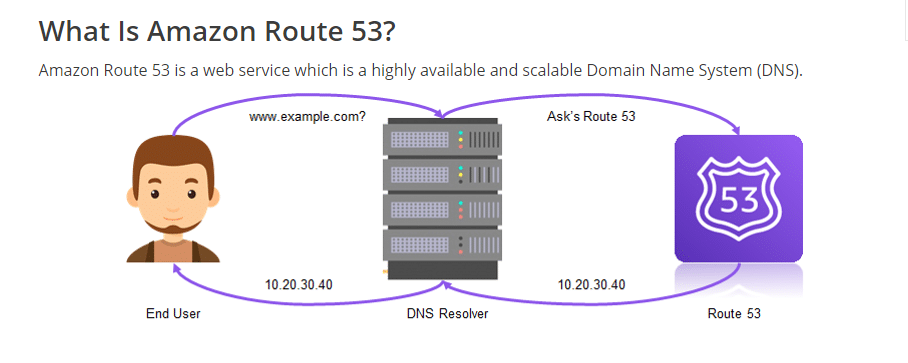 What Is Amazon Route 53?
Amazon Route 53 is a web service which is a highly available and scalable Domain Name System (DNS).
www.example.com?
Ask's Route 53
53
10.20.30.40
10.20.30.40
End User
DNS Resolver
Route 53